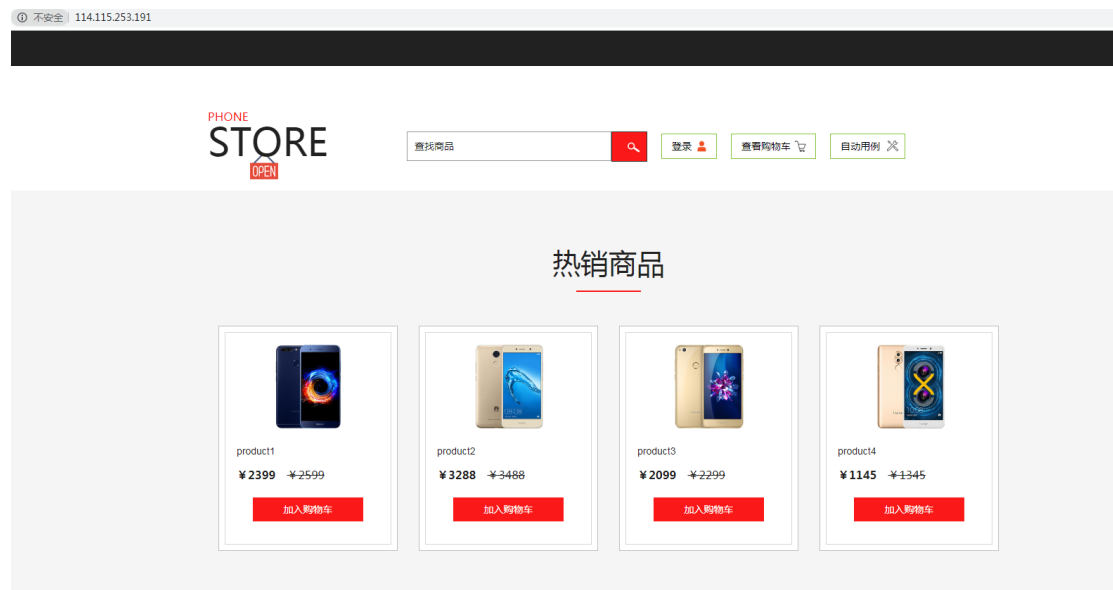 不安全 114.115.253.191
PHONE
STORE
OPEN
查找商品
登录
查看购物车
自动用例
热销商品
product1
product2
product3
product4
￥2399 ￥2599
￥3288 ￥3488
￥2099 ￥2299
￥1145 ￥1345
加入购物车
加入购物车
加入购物车
加入购物车